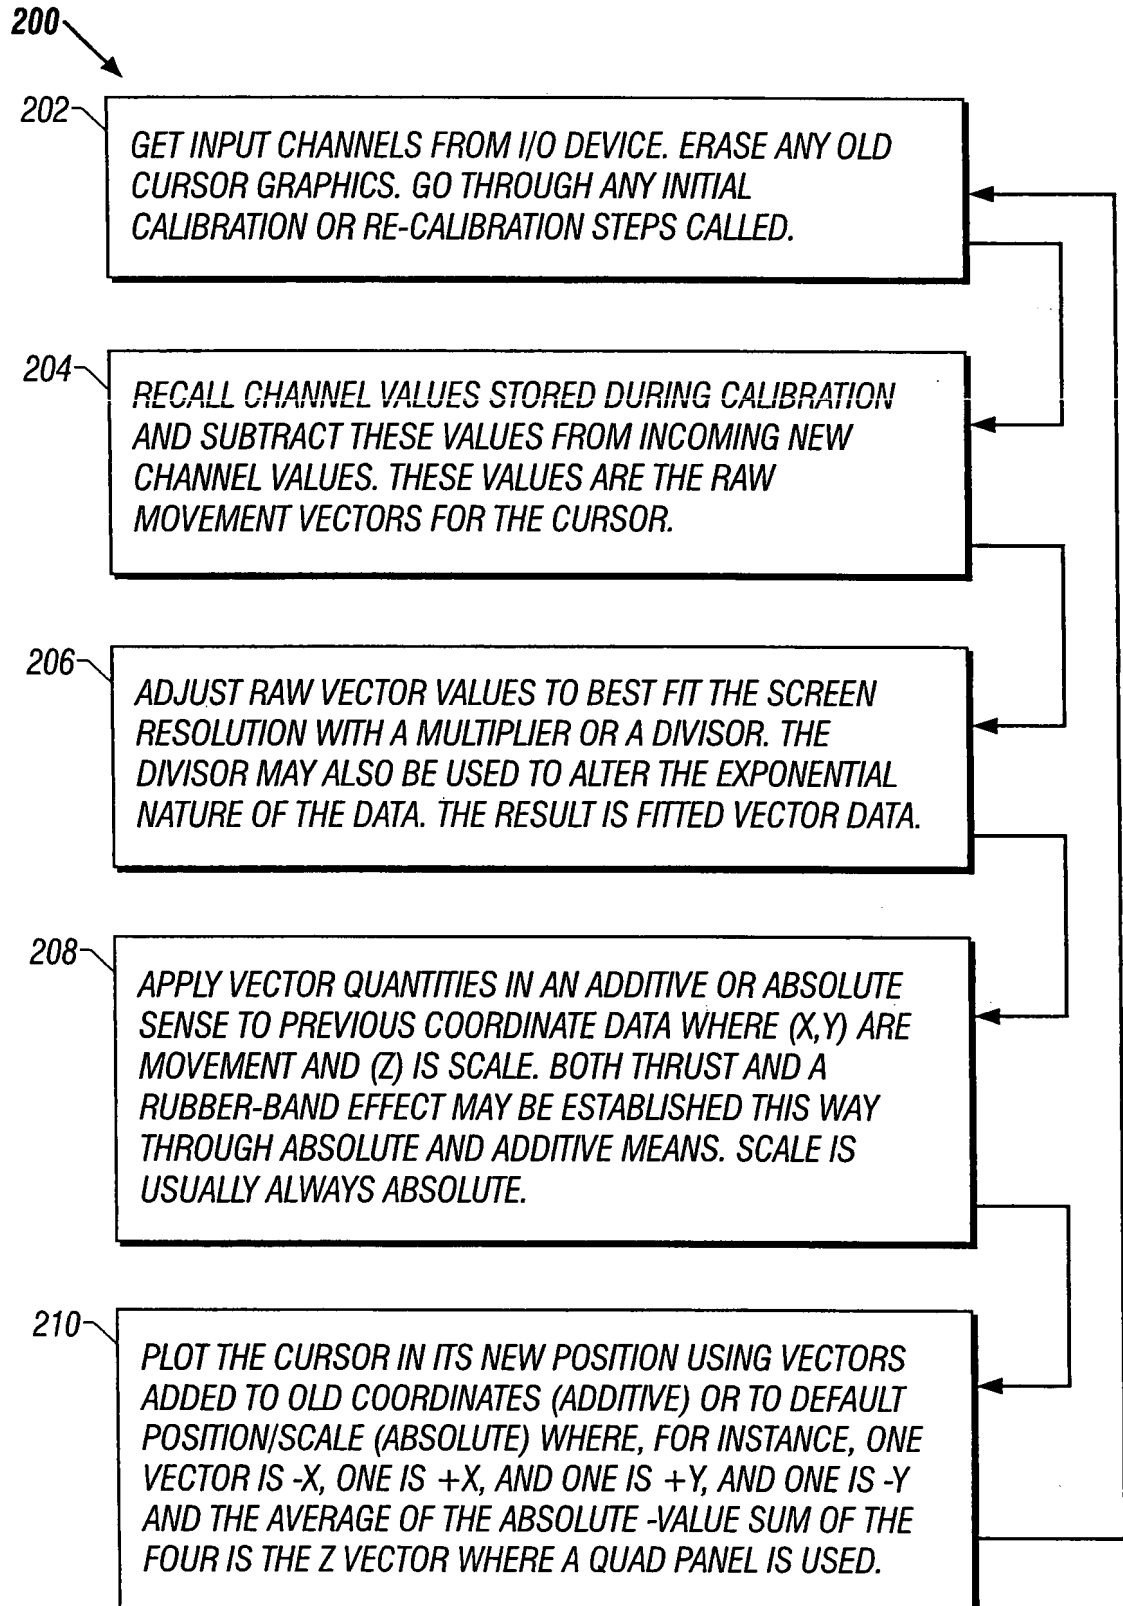 200
202
GET INPUT CHANNELS FROM I/O DEVICE. ERASE ANY OLD
CURSOR GRAPHICS. GO THROUGH ANY INITIAL
CALIBRATION OR RE-CALIBRATION STEPS CALLED.
204
RECALL CHANNEL VALUES STORED DURING CALIBRATION
AND SUBTRACT THESE VALUES FROM INCOMING NEW
CHANNEL VALUES. THESE VALUES ARE THE RAW
MOVEMENT VECTORS FOR THE CURSOR.
206
ADJUST RAW VECTOR VALUES TO BEST FIT THE SCREEN
RESOLUTION WITH A MULTIPLIER OR A DIVISOR. THE
DIVISOR MAY ALSO BE USED TO ALTER THE EXPONENTIAL
NATURE OF THE DATA. THE RESULT IS FITTED VECTOR DATA.
208
APPLY VECTOR QUANTITIES IN AN ADDITIVE OR ABSOLUTE
SENSE TO PREVIOUS COORDINATE DATA WHERE (X,Y) ARE
MOVEMENT AND (Z) IS SCALE. BOTH THRUST AND A
RUBBER-BAND EFFECT MAY BE ESTABLISHED THIS WAY
THROUGH ABSOLUTE AND ADDITIVE MEANS. SCALE IS
USUALLY ALWAYS ABSOLUTE.
210
PLOT THE CURSOR IN ITS NEW POSITION USING VECTORS
ADDED TO OLD COORDINATES (ADDITIVE) OR TO DEFAULT
POSITION/SCALE (ABSOLUTE) WHERE, FOR INSTANCE, ONE
VECTOR IS -X, ONE IS +X, AND ONE IS +Y, AND ONE IS -Y
AND THE AVERAGE OF THE ABSOLUTE -VALUE SUM OF THE
FOUR IS THE Z VECTOR WHERE A QUAD PANEL IS USED.